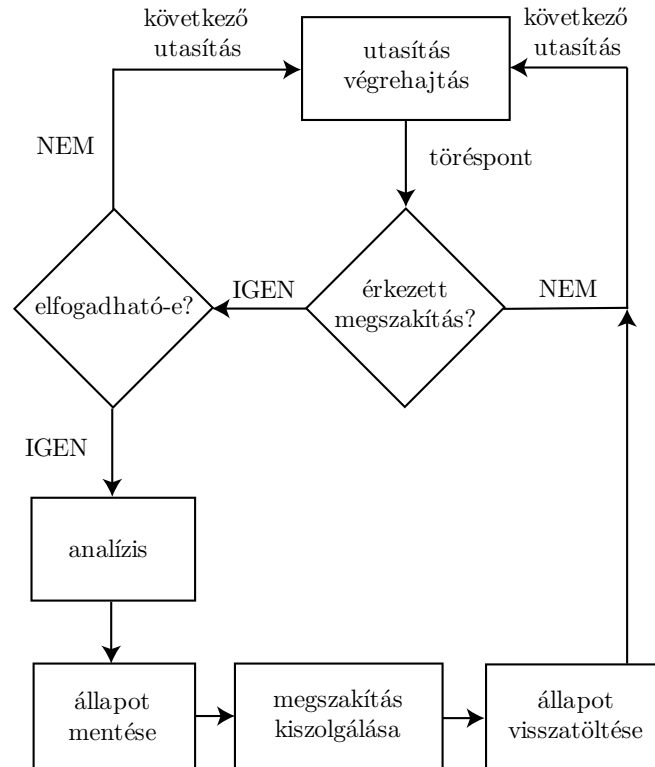 következő
utasítás
utasítás
végrehajtás
következő
utasítás
NEM
töréspont
elfogadható-e?
IGEN
érkezett
megszakítás?
NEM
IGEN
analízis
állapot
mentése
megszakítás
kiszolgálása
állapot
visszatöltése